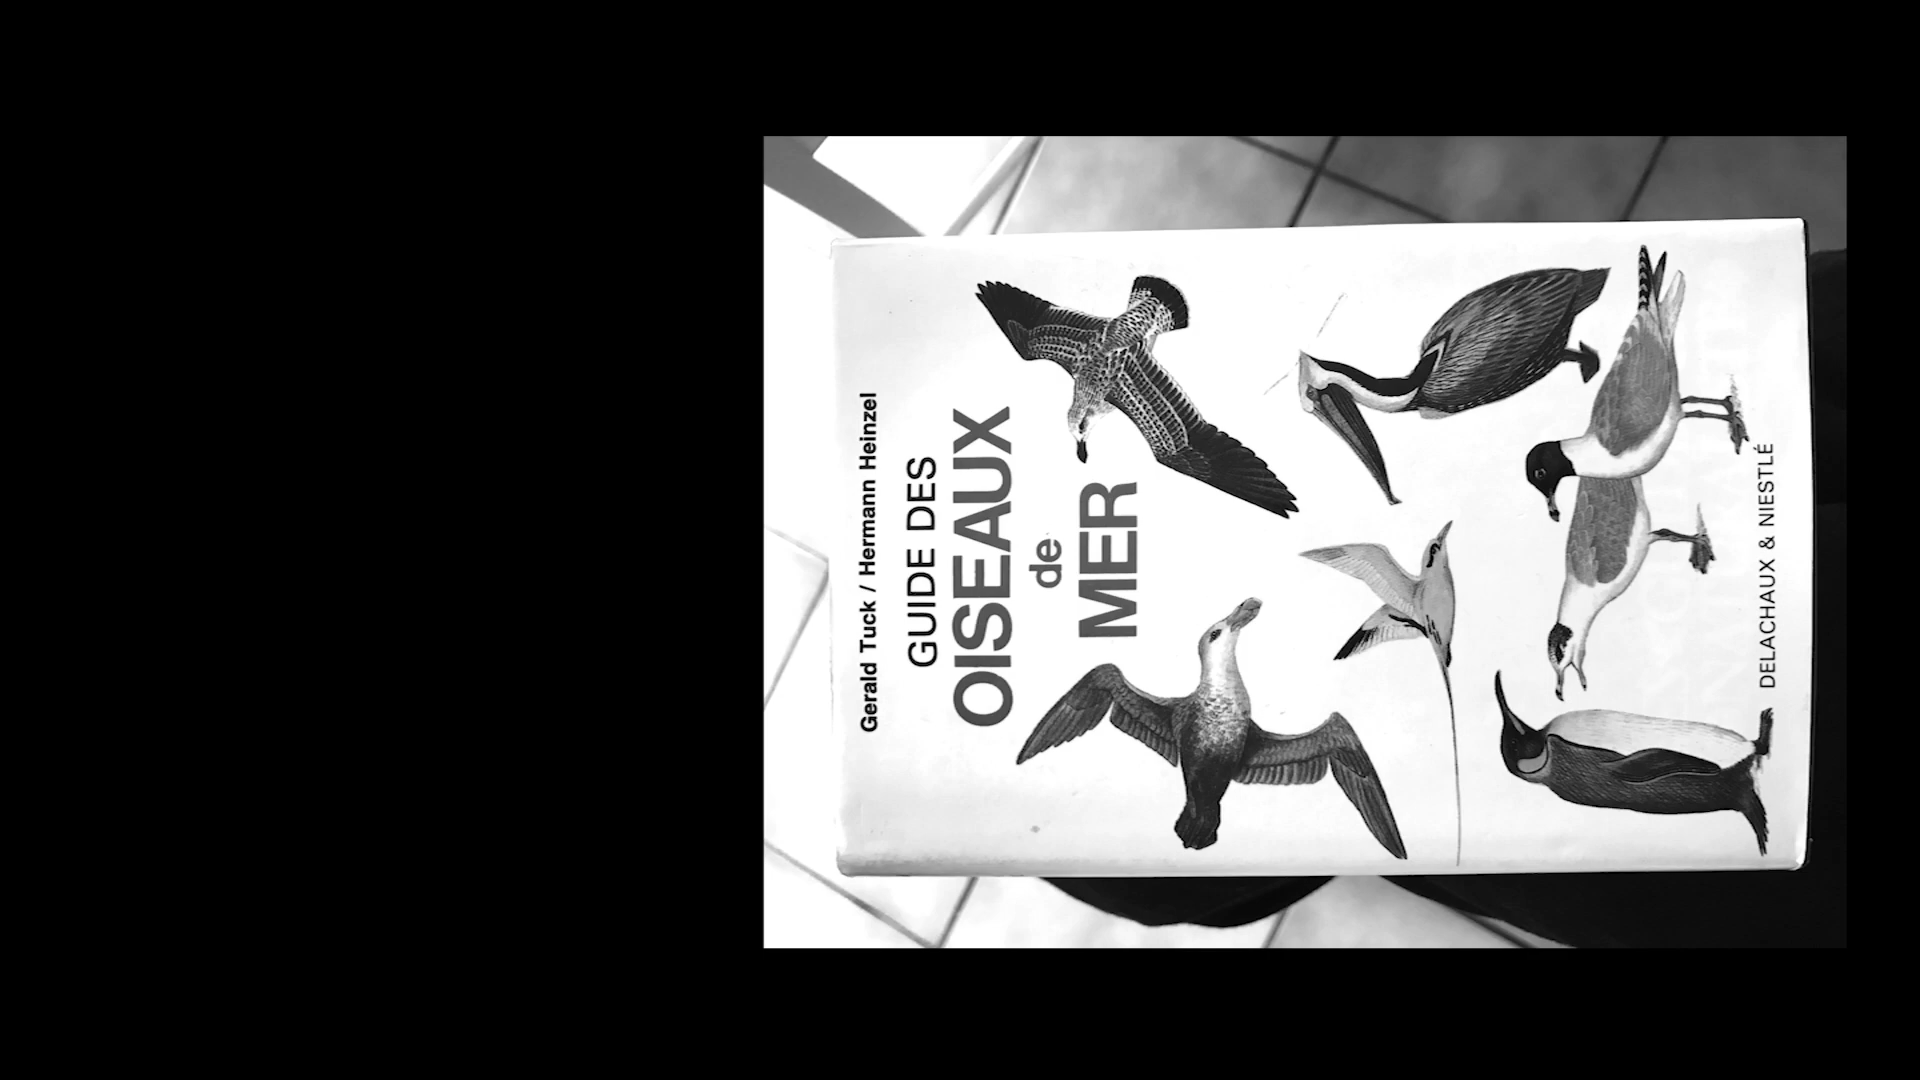 Gerald Tuck / Hermann Heinzel
GUIDE DES
OISEAUX
de
MER
DELACHAUX & NIESTLÉ